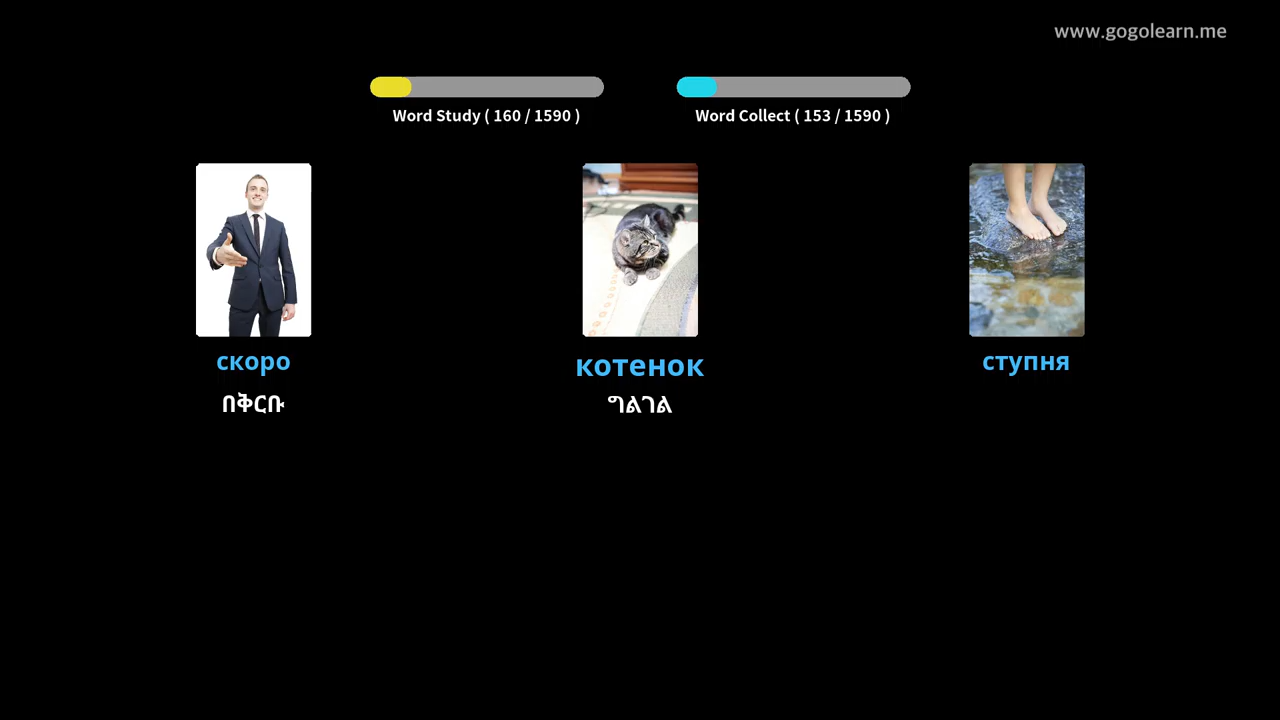 www.gogolearn.me
Word Study ( 160 / 1590 )
Word Collect ( 153 / 1590 )
скоро
котенок
ступня
በቅርቡ
ግልገል